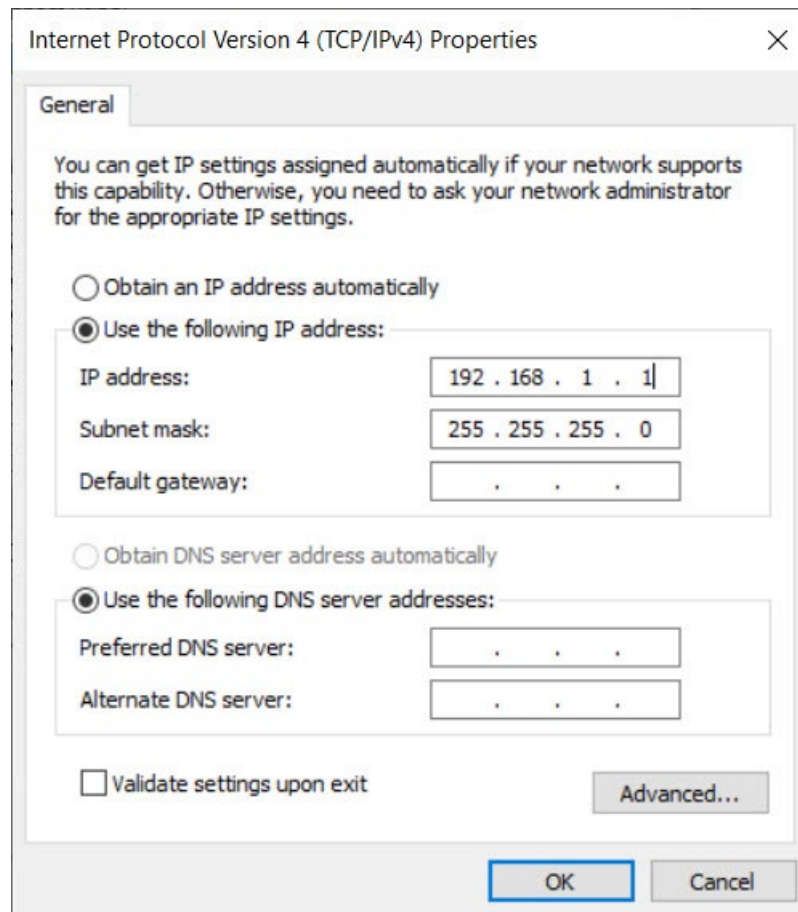 Internet Protocol Version 4 (TCP/IPv4) Properties
General
You can get IP settings assigned automatically if your network supports
this capability. Otherwise, you need to ask your network administrator
for the appropriate IP settings.
Obtain an IP address automatically
Use the following IP address:
IP address: 192 . 168 . 1 . 1
Subnet mask: 255 . 255 . 255 . 0
Default gateway: . . .
Obtain DNS server address automatically
Use the following DNS server addresses:
Preferred DNS server: . . .
Alternate DNS server: . . .
Validate settings upon exit
Advanced...
OK Cancel